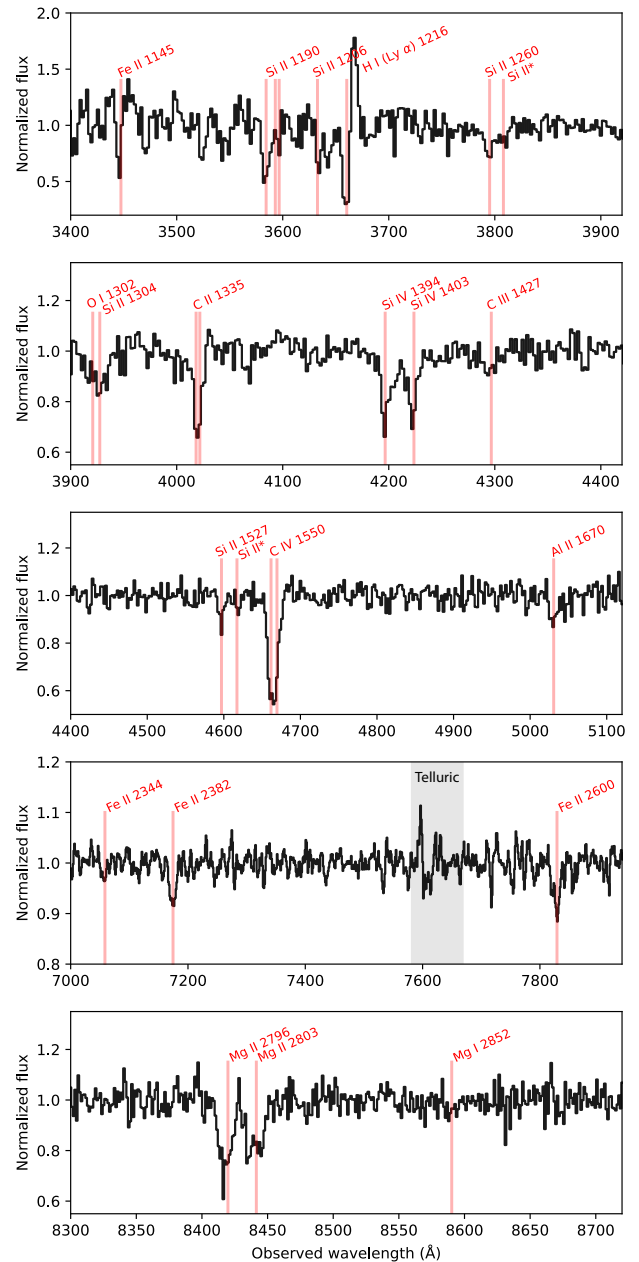 Fe II 1145
Si II 1190
Si II 1206
H I (Ly α) 1216
Si II 1260
Si II*
Normalized flux
2.0
1.5
1.0
0.5
3400
3500
3600
3700
3800
3900
O I 1302
Si II 1304
C II 1335
Si IV 1394
Si IV 1403
C III 1427
Normalized flux
1.2
1.0
0.8
0.6
3900
4000
4100
4200
4300
4400
Si II 1527
Si II*
C IV 1550
Al II 1670
Normalized flux
1.2
1.0
0.8
0.6
4400
4500
4600
4700
4800
4900
5000
5100
Fe II 2344
Fe II 2382
Telluric
Fe II 2600
Normalized flux
1.2
1.1
1.0
0.9
0.8
7000
7200
7400
7600
7800
Mg II 2796
Mg II 2803
Mg I 2852
Normalized flux
1.2
1.0
0.8
0.6
8300
8350
8400
8450
8500
8550
8600
8650
8700
Observed wavelength (Å)